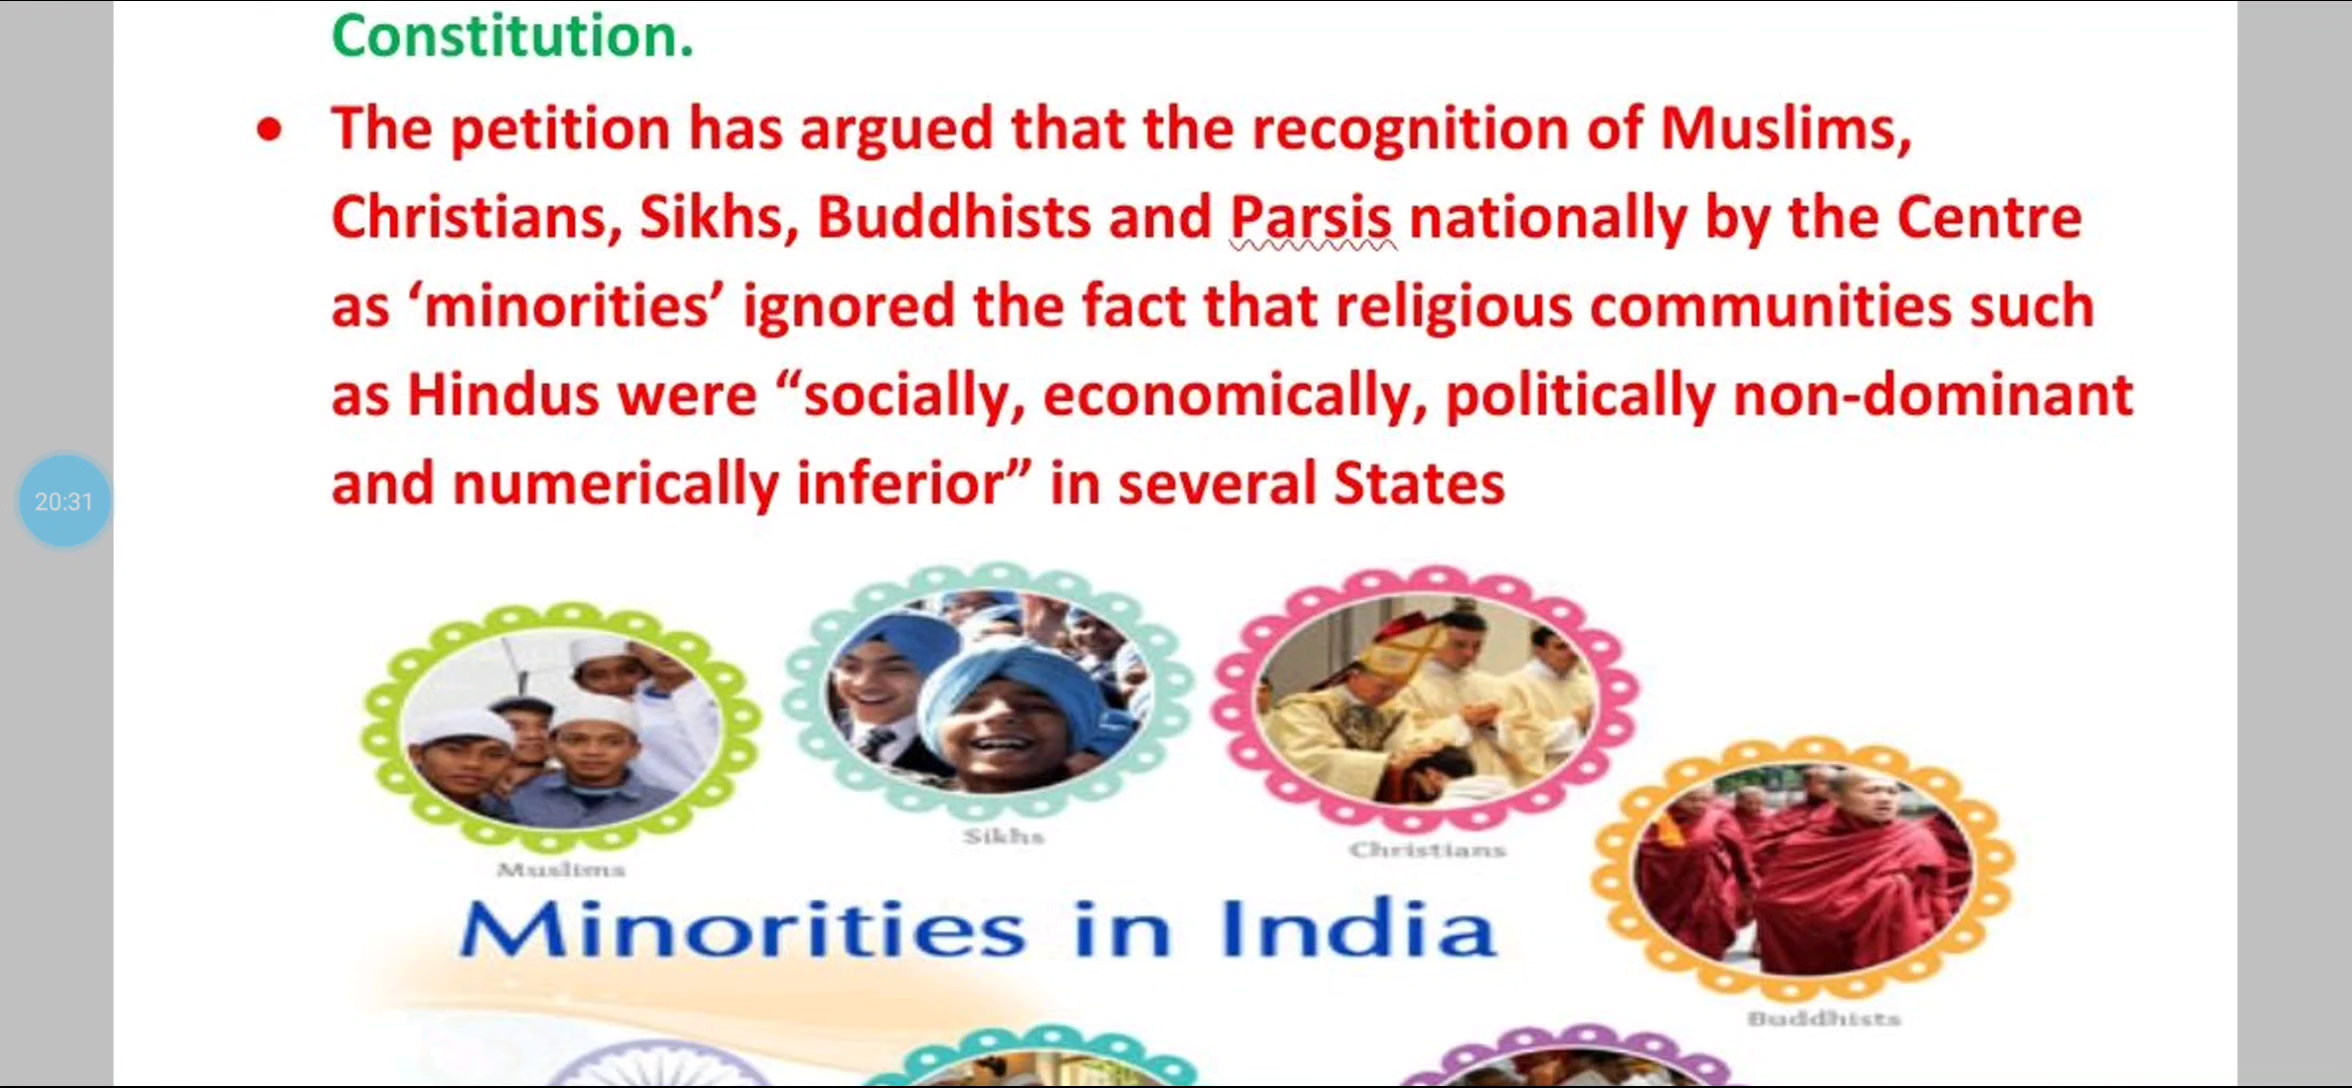 Constitution.
• The petition has argued that the recognition of Muslims,
Christians, Sikhs, Buddhists and Parsis nationally by the Centre
as ‘minorities’ ignored the fact that religious communities such
as Hindus were “socially, economically, politically non-dominant
and numerically inferior” in several States
20:31
Sikhs
Christians
Muslims
Minorities in India
Buddhists